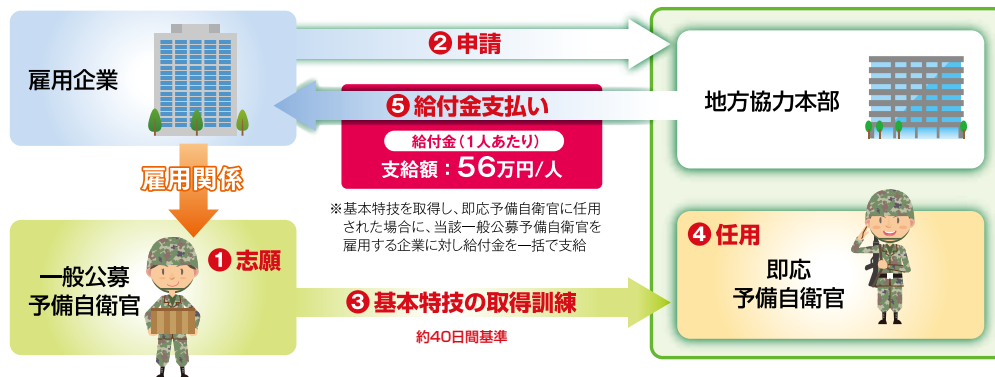 雇用企業
❷申請
地方協力本部
❺給付金支払い
給付金（1人あたり）
支給額：56万円/人
雇用関係
※基本特技を取得し、即応予備自衛官に任用
された場合に、当該一般公募予備自衛官を
雇用する企業に対し給付金を一括で支給
❶志願
一般公募
予備自衛官
❸基本特技の取得訓練
約40日間基準
❹任用
即応
予備自衛官